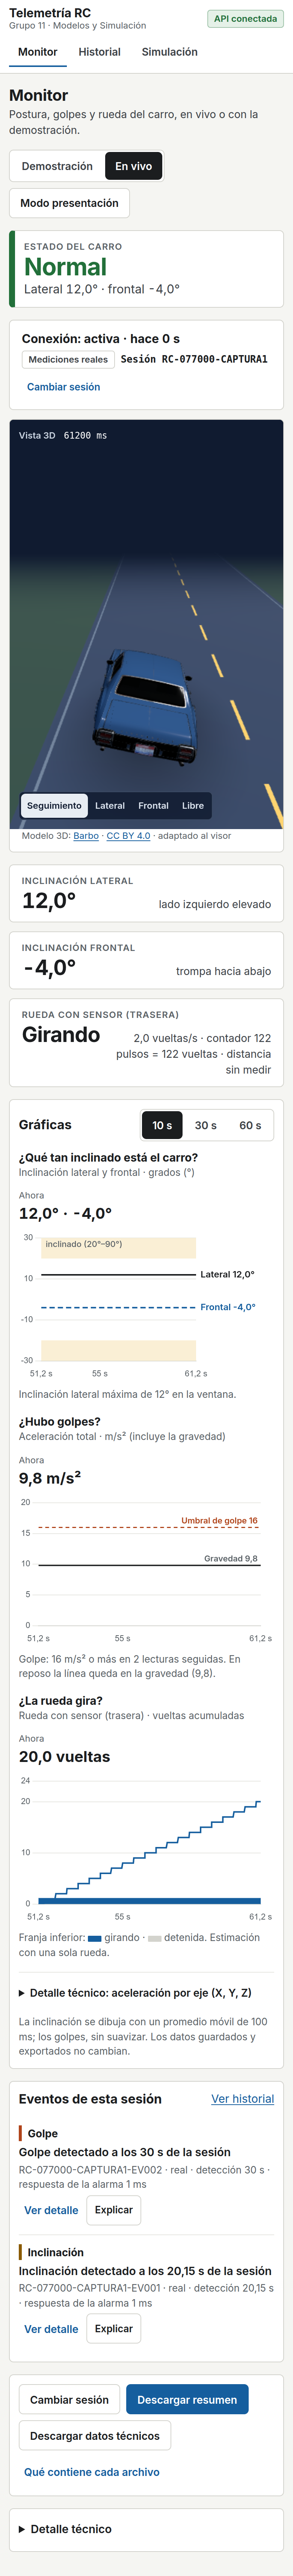 Telemetría RC
Grupo 11 · Modelos y Simulación
API conectada
Monitor
Historial
Simulación
Monitor
Postura, golpes y rueda del carro, en vivo o con la
demostración.
Demostración
En vivo
Modo presentación
ESTADO DEL CARRO
Normal
Lateral 12,0° · frontal -4,0°
Conexión: activa · hace 0 s
Mediciones reales
Sesión RC-077000-CAPTURA1
Cambiar sesión
Vista 3D 61200 ms
Seguimiento
Lateral
Frontal
Libre
Modelo 3D: Barbo · CC BY 4.0 · adaptado al visor
INCLINACIÓN LATERAL
12,0°
lado izquierdo elevado
INCLINACIÓN FRONTAL
-4,0°
trompa hacia abajo
RUEDA CON SENSOR (TRASERA)
Girando
2,0 vueltas/s · contador 122
pulsos = 122 vueltas · distancia
sin medir
Gráficas
10 s
30 s
60 s
¿Qué tan inclinado está el carro?
Inclinación lateral y frontal · grados (°)
Ahora
12,0° · -4,0°
30
inclinado (20°–90°)
10
Lateral 12,0°
-10
Frontal -4,0°
-30
51,2 s
55 s
61,2 s
Inclinación lateral máxima de 12° en la ventana.
¿Hubo golpes?
Aceleración total · m/s² (incluye la gravedad)
Ahora
9,8 m/s²
20
Umbral de golpe 16
15
Gravedad 9,8
10
5
0
51,2 s
55 s
61,2 s
Golpe: 16 m/s² o más en 2 lecturas seguidas. En
reposo la línea queda en la gravedad (9,8).
¿La rueda gira?
Rueda con sensor (trasera) · vueltas acumuladas
Ahora
20,0 vueltas
24
20
10
0
51,2 s
55 s
61,2 s
Franja inferior: girando · detenida. Estimación
con una sola rueda.
Detalle técnico: aceleración por eje (X, Y, Z)
La inclinación se dibuja con un promedio móvil de 100
ms; los golpes, sin suavizar. Los datos guardados y
exportados no cambian.
Eventos de esta sesión
Ver historial
Golpe
Golpe detectado a los 30 s de la sesión
RC-077000-CAPTURA1-EV002 · real · detección 30 s ·
respuesta de la alarma 1 ms
Ver detalle
Explicar
Inclinación
Inclinación detectado a los 20,15 s de la sesión
RC-077000-CAPTURA1-EV001 · real · detección 20,15 s
· respuesta de la alarma 1 ms
Ver detalle
Explicar
Cambiar sesión
Descargar resumen
Descargar datos técnicos
Qué contiene cada archivo
Detalle técnico